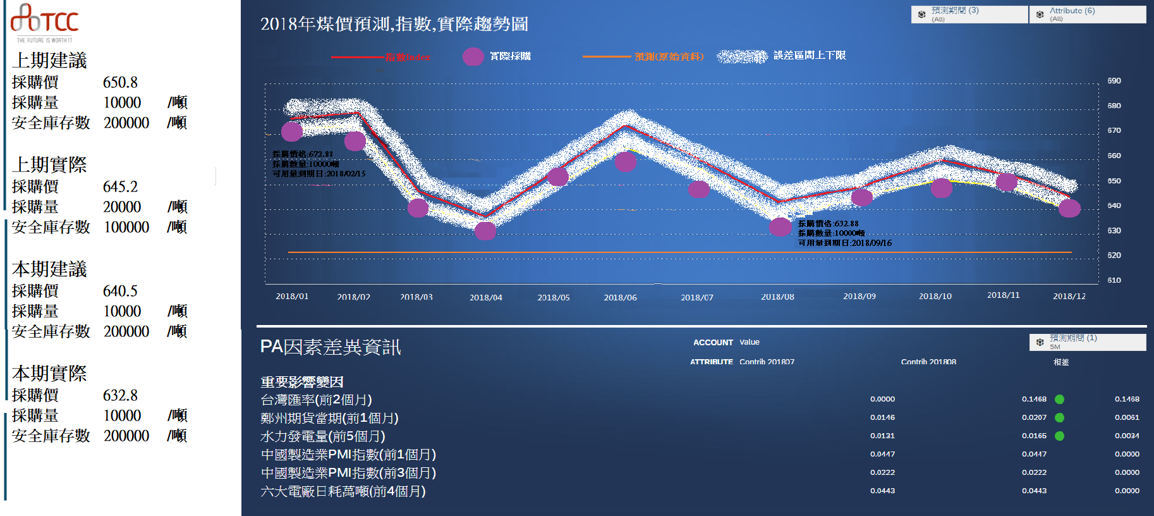 TCC
THE FUTURE IS WORTH IT
上期建議
採購價 650.8
採購量 10000 /噸
安全庫存數 200000 /噸
上期實際
採購價 645.2
採購量 20000 /噸
安全庫存數 100000 /噸
本期建議
採購價 640.5
採購量 10000 /噸
安全庫存數 200000 /噸
本期實際
採購價 632.8
採購量 10000 /噸
安全庫存數 200000 /噸
2018年煤價預測,指數,實際趨勢圖
預測期間 (3)
(All)
Attribute (6)
(All)
實際採購
預測(原始資料)
誤差區間上下限
690
680
670
660
650
640
630
620
610
採購價格:672.88
採購數量:10000噸
可用量到期日:2018/02/15
採購價格:632.88
採購數量:10000噸
可用量到期日:2018/09/16
2018/01 2018/02 2018/03 2018/04 2018/05 2018/06 2018/07 2018/08 2018/09 2018/10 2018/11 2018/12
PA因素差異資訊
ACCOUNT Value
預測期間 (1)
5M
ATTRIBUTE Contrib 201807 Contrib 201808 相差
重要影響變因
台灣匯率(前2個月) 0.0000 0.1468 0.1468
鄭州期貨當期(前1個月) 0.0146 0.0207 0.0061
水力發電量(前5個月) 0.0131 0.0165 0.0034
中國製造業PMI指數(前1個月) 0.0447 0.0447 0.0000
中國製造業PMI指數(前3個月) 0.0222 0.0222 0.0000
六大電廠日耗萬噸(前4個月) 0.0443 0.0443 0.0000